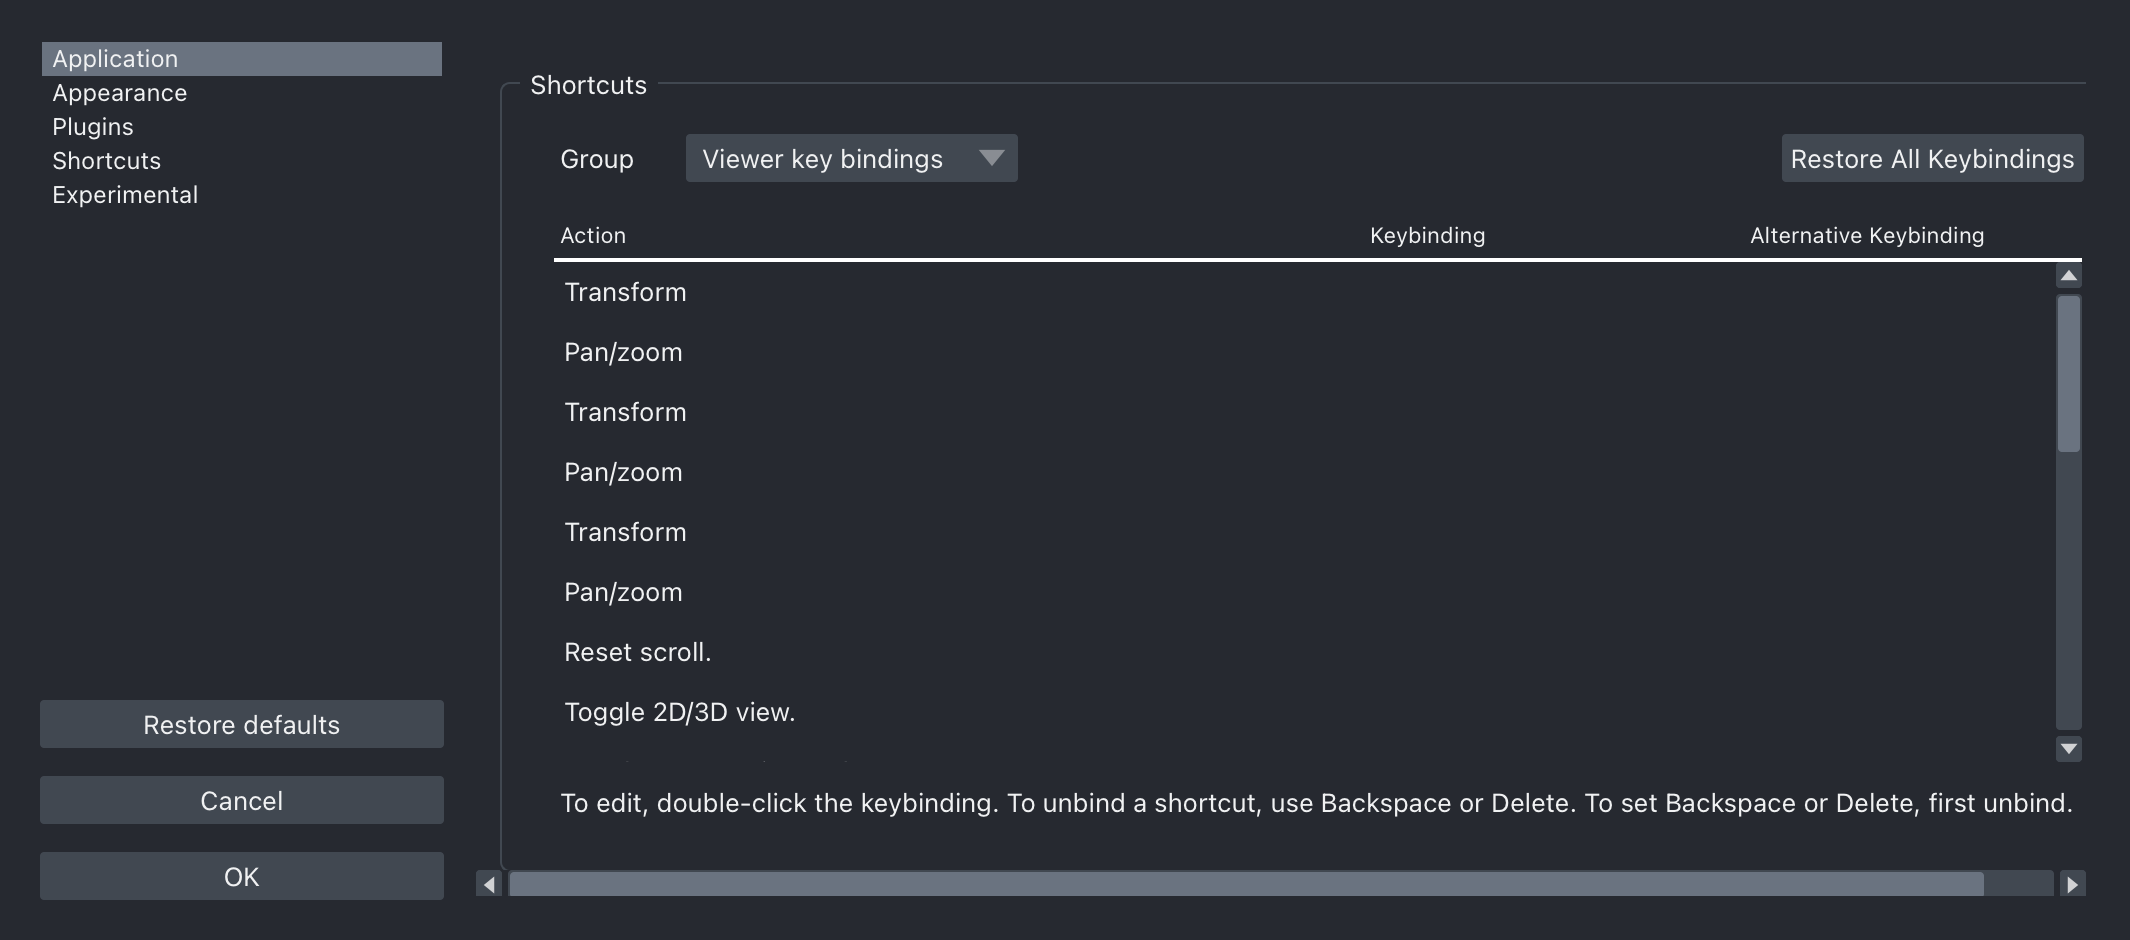 Application
Appearance
Plugins
Shortcuts
Experimental
Restore defaults
Cancel
OK
Shortcuts
Group Viewer key bindings Restore All Keybindings
Action Keybinding Alternative Keybinding
Transform
Pan/zoom
Transform
Pan/zoom
Transform
Pan/zoom
Reset scroll.
Toggle 2D/3D view.
To edit, double-click the keybinding. To unbind a shortcut, use Backspace or Delete. To set Backspace or Delete, first unbind.